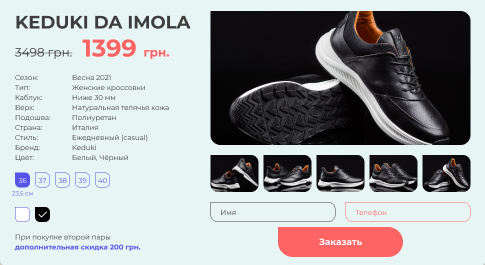 KEDUKI DA IMOLA
3498 грн. 1399 грн.
Сезон: Весна 2021
Тип: Женские кроссовки
Каблук: Ниже 30 мм
Верх: Натуральная телячья кожа
Подошва: Полиуретан
Страна: Италия
Стиль: Ежедневный (casual)
Бренд: Keduki
Цвет: Белый, Чёрный
36 37 38 39 40
23,5 см
При покупке второй пары
дополнительная скидка 200 грн.
Имя
Телефон
Заказать